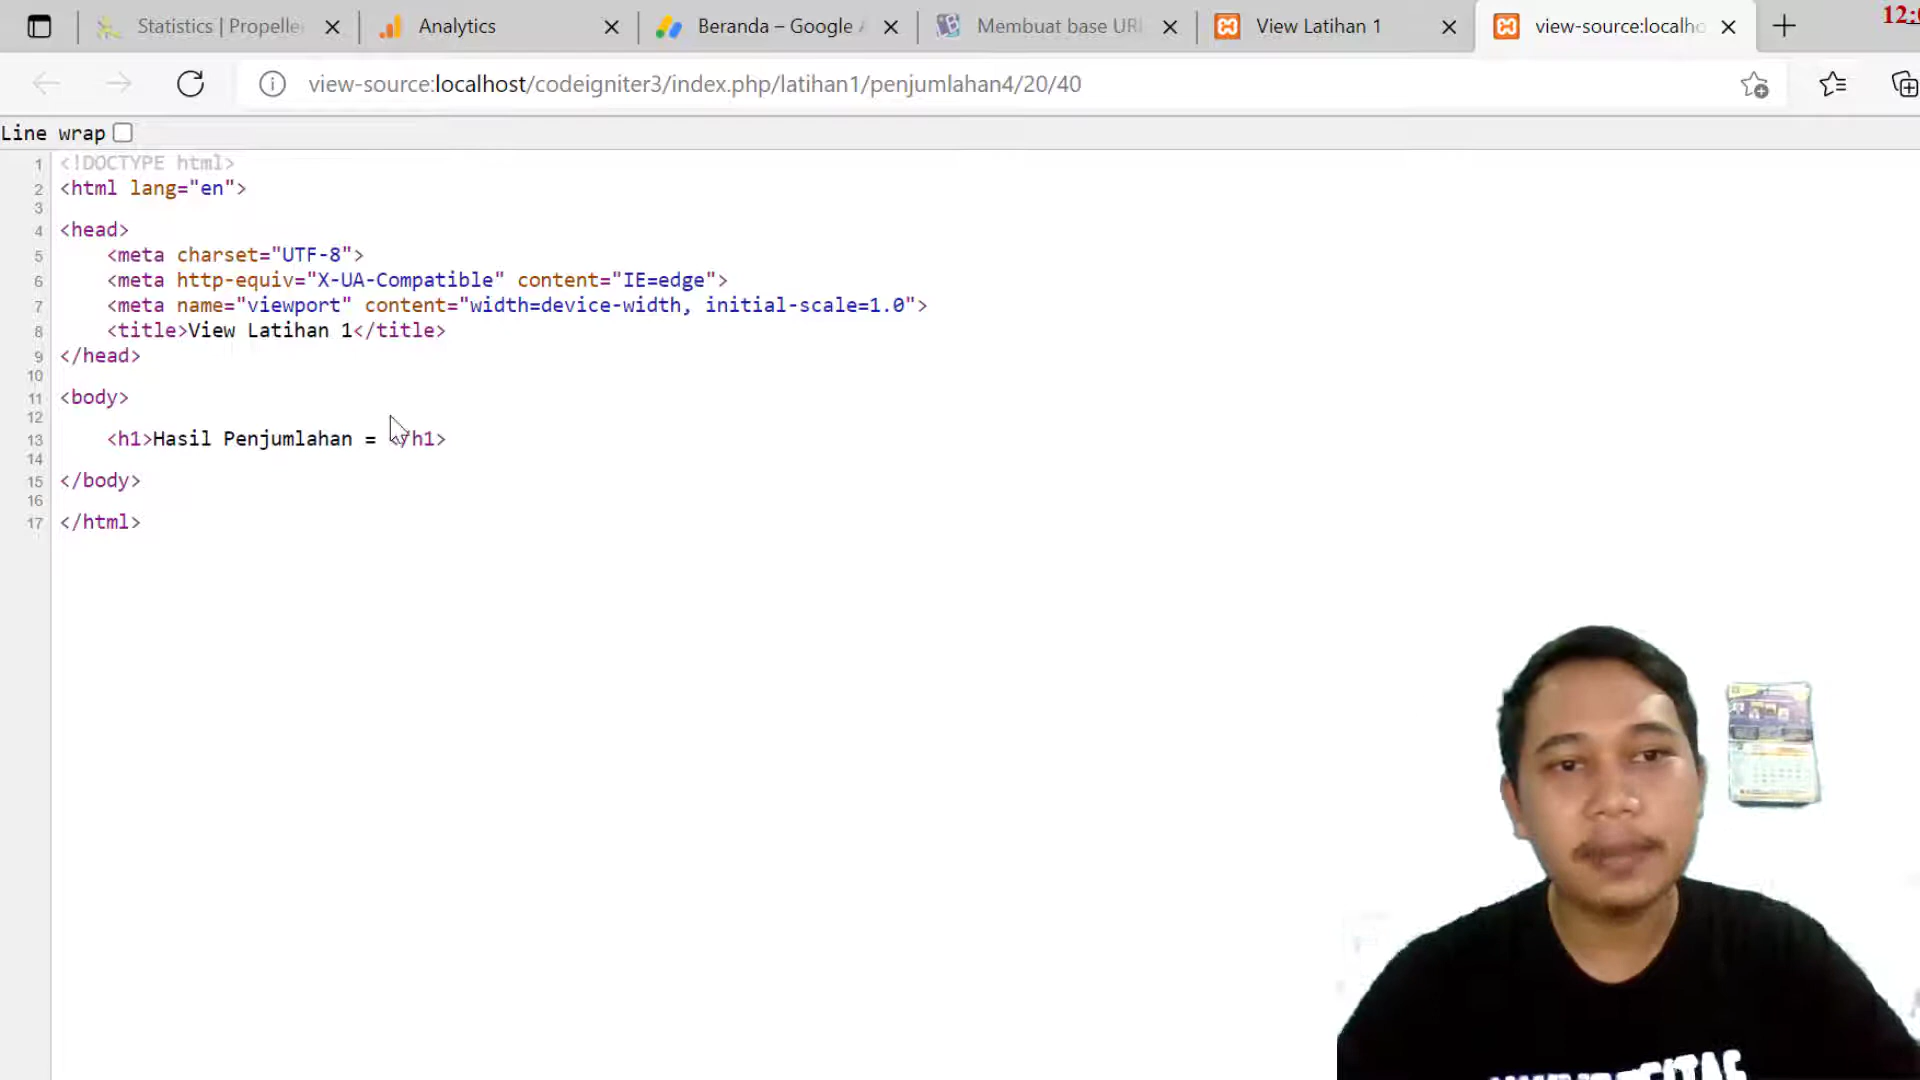 Statistics | Propelle
Analytics
Beranda – Google
Membuat base UR
View Latihan 1
view-source:localho
12:
view-source:localhost/codeigniter3/index.php/latihan1/penjumlahan4/20/40
Line wrap
1 <!DOCTYPE html>
2 <html lang="en">
3
4 <head>
5 <meta charset="UTF-8">
6 <meta http-equiv="X-UA-Compatible" content="IE=edge">
7 <meta name="viewport" content="width=device-width, initial-scale=1.0">
8 <title>View Latihan 1</title>
9 </head>
10
11 <body>
12
13 <h1>Hasil Penjumlahan = </h1>
14
15 </body>
16
17 </html>